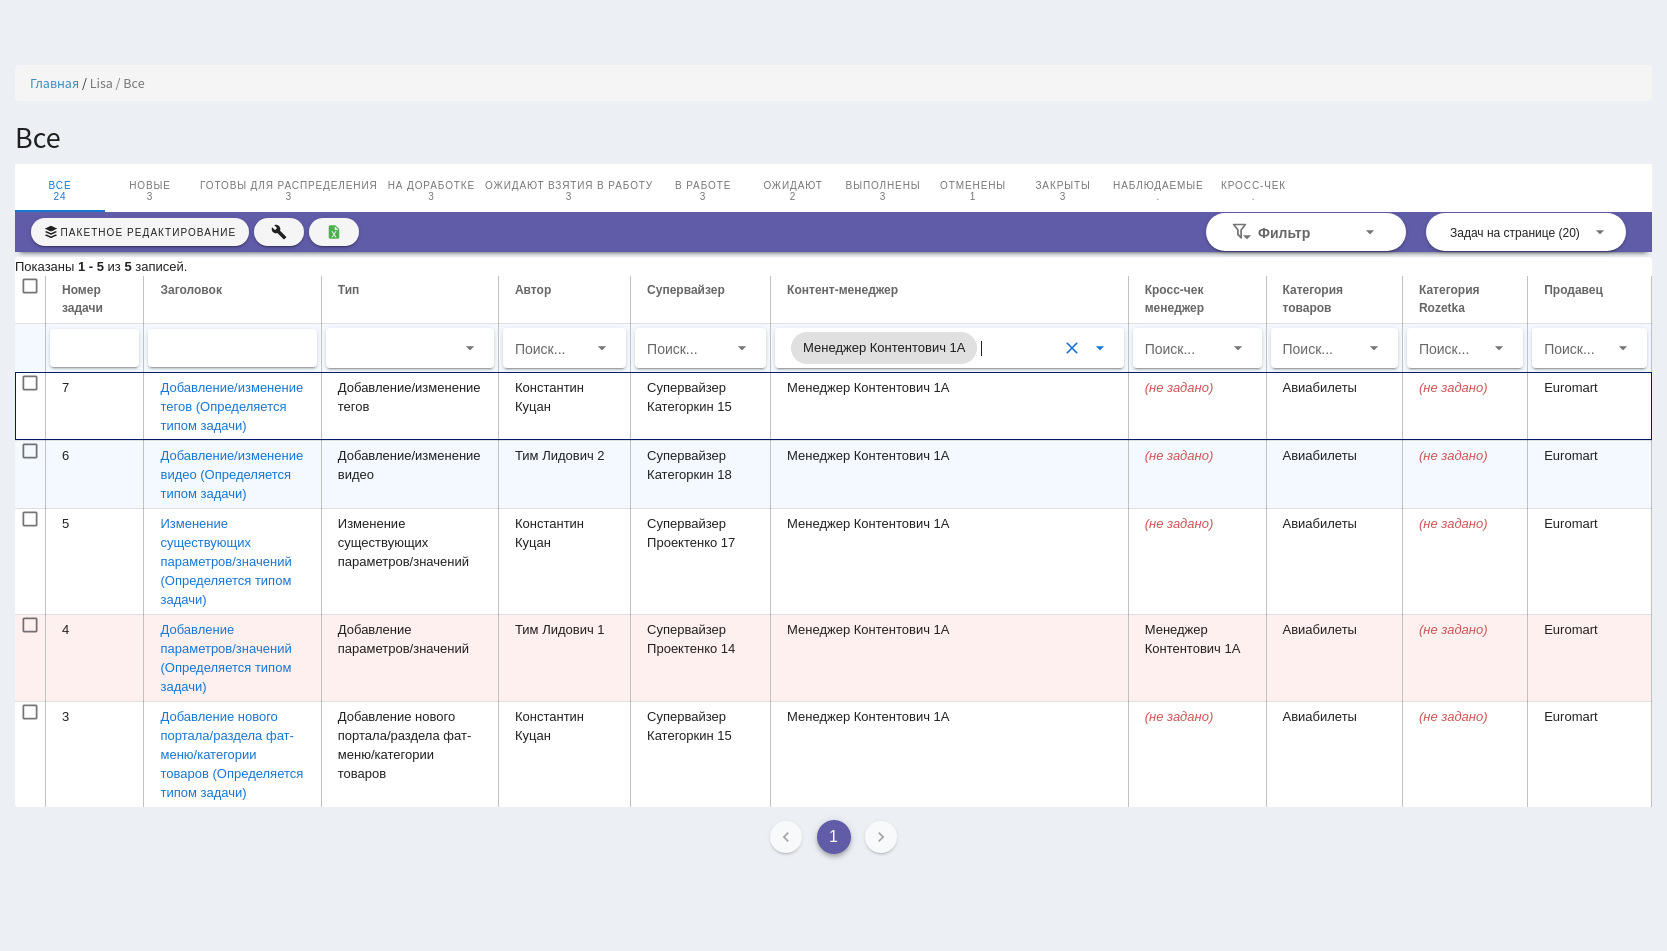 Главная / Lisa / Все
Все
ВСЕ НОВЫЕ ГОТОВЫ ДЛЯ РАСПРЕДЕЛЕНИЯ НА ДОРАБОТКЕ ОЖИДАЮТ ВЗЯТИЯ В РАБОТУ В РАБОТЕ ОЖИДАЮТ ВЫПОЛНЕНЫ ОТМЕНЕНЫ ЗАКРЫТЫ НАБЛЮДАЕМЫЕ КРОСС-ЧЕК
24 3 3 3 3 3 2 3 1 3 . .
ПАКЕТНОЕ РЕДАКТИРОВАНИЕ Фильтр Задач на странице (20)
Показаны 1 - 5 из 5 записей.
Номер Заголовок Тип Автор Супервайзер Контент-менеджер Кросс-чек Категория Категория Продавец
задачи менеджер товаров Rozetka
Поиск... Поиск... Менеджер Контентович 1А Поиск... Поиск... Поиск... Поиск...
7 Добавление/изменение Добавление/изменение Константин Супервайзер Менеджер Контентович 1А (не задано) Авиабилеты (не задано) Euromart
тегов (Определяется тегов Куцан Категоркин 15
типом задачи)
6 Добавление/изменение Добавление/изменение Тим Лидович 2 Супервайзер Менеджер Контентович 1А (не задано) Авиабилеты (не задано) Euromart
видео (Определяется видео Категоркин 18
типом задачи)
5 Изменение Изменение Константин Супервайзер Менеджер Контентович 1А (не задано) Авиабилеты (не задано) Euromart
существующих существующих Куцан Проектенко 17
параметров/значений параметров/значений
(Определяется типом
задачи)
4 Добавление Добавление Тим Лидович 1 Супервайзер Менеджер Контентович 1А Менеджер Авиабилеты (не задано) Euromart
параметров/значений параметров/значений Проектенко 14 Контентович 1А
(Определяется типом
задачи)
3 Добавление нового Добавление нового Константин Супервайзер Менеджер Контентович 1А (не задано) Авиабилеты (не задано) Euromart
портала/раздела фат- портала/раздела фат- Куцан Категоркин 15
меню/категории меню/категории
товаров (Определяется товаров
типом задачи)
1